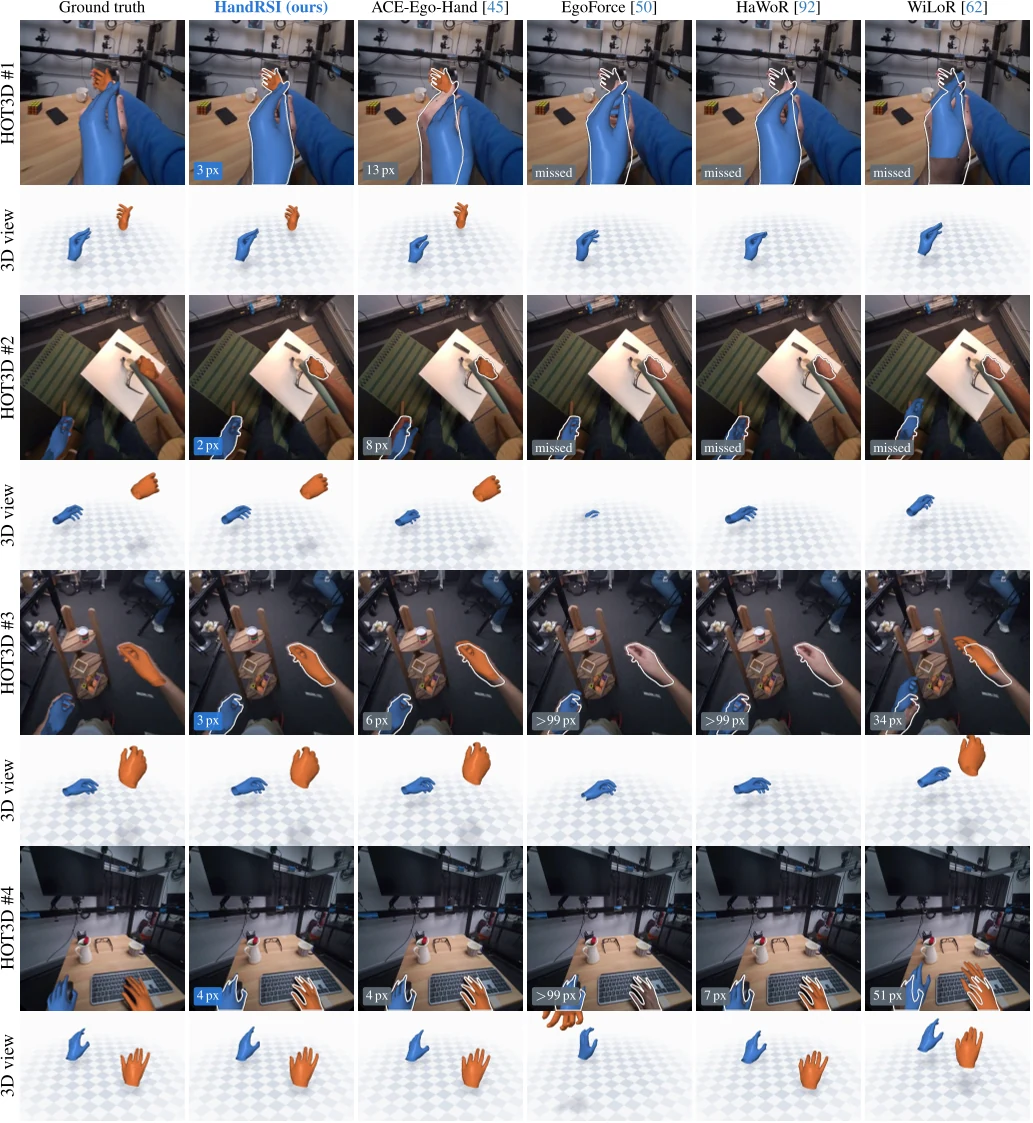 Ground truth HandRSI (ours) ACE-Ego-Hand [45] EgoForce [50] HaWoR [92] WiLoR [62]
HOT3D #1
3 px 13 px missed missed missed
3D view
HOT3D #2
2 px 8 px missed missed missed
3D view
HOT3D #3
3 px 6 px >99 px >99 px 34 px
3D view
HOT3D #4
4 px 4 px >99 px 7 px 51 px
3D view